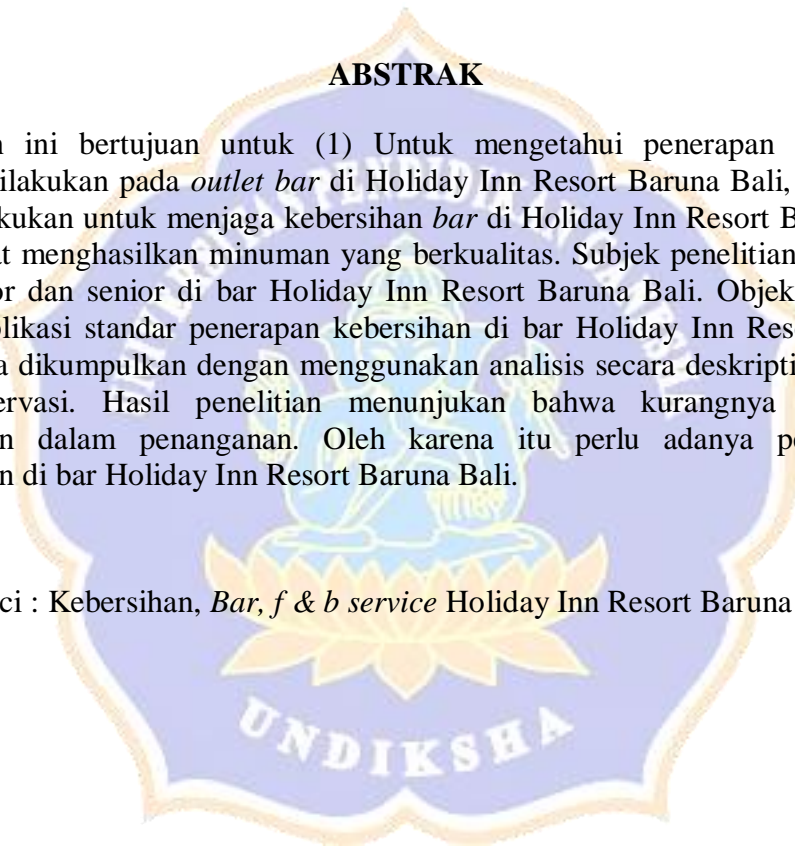 ABSTRAK
n ini bertujuan untuk (1) Untuk mengetahui penerapan
ilakukan pada outlet bar di Holiday Inn Resort Baruna Bali,
kukan untuk menjaga kebersihan bar di Holiday Inn Resort B
at menghasilkan minuman yang berkualitas. Subjek penelitian
or dan senior di bar Holiday Inn Resort Baruna Bali. Objek
plikasi standar penerapan kebersihan di bar Holiday Inn Res
a dikumpulkan dengan menggunakan analisis secara deskripti
ervasi. Hasil penelitian menunjukan bahwa kurangnya
n dalam penanganan. Oleh karena itu perlu adanya pe
n di bar Holiday Inn Resort Baruna Bali.
ci : Kebersihan, Bar, f & b service Holiday Inn Resort Baruna
UNDIKSHA